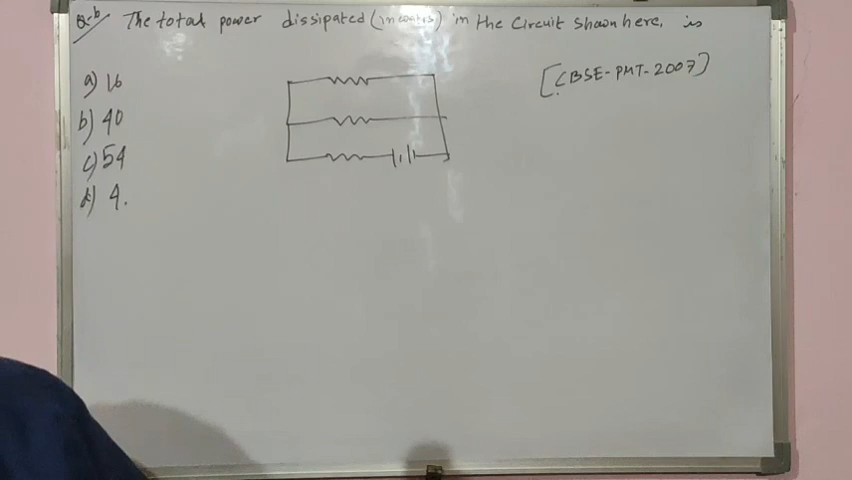 Q:6 The total power dissipated (in watts) in the Circuit shown here, is
[CBSE-PMT-2007]
a) 16
b) 40
c) 54
d) 4.